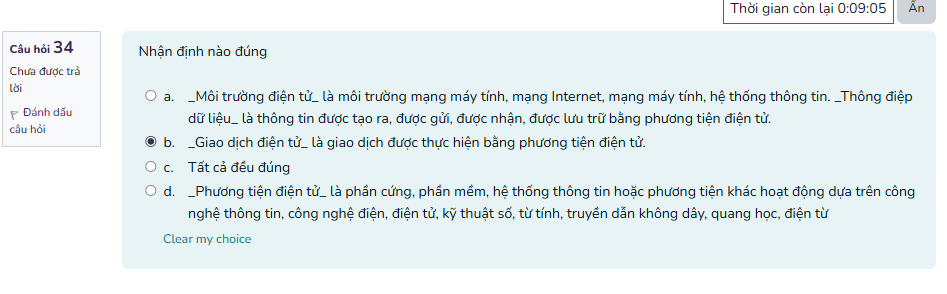 Thời gian còn lại 0:09:05
Ẩn
Câu hỏi 34
Chưa được trả
lời
Đánh dấu
câu hỏi
Nhận định nào đúng
a. _Môi trường điện tử_ là môi trường mạng máy tính, mạng Internet, mạng máy tính, hệ thống thông tin. _Thông điệp
dữ liệu_ là thông tin được tạo ra, được gửi, được nhận, được lưu trữ bằng phương tiện điện tử.
b. _Giao dịch điện tử_ là giao dịch được thực hiện bằng phương tiện điện tử.
c. Tất cả đều đúng
d. _Phương tiện điện tử_ là phần cứng, phần mềm, hệ thống thông tin hoặc phương tiện khác hoạt động dựa trên công
nghệ thông tin, công nghệ điện, điện tử, kỹ thuật số, từ tính, truyền dẫn không dây, quang học, điện từ
Clear my choice